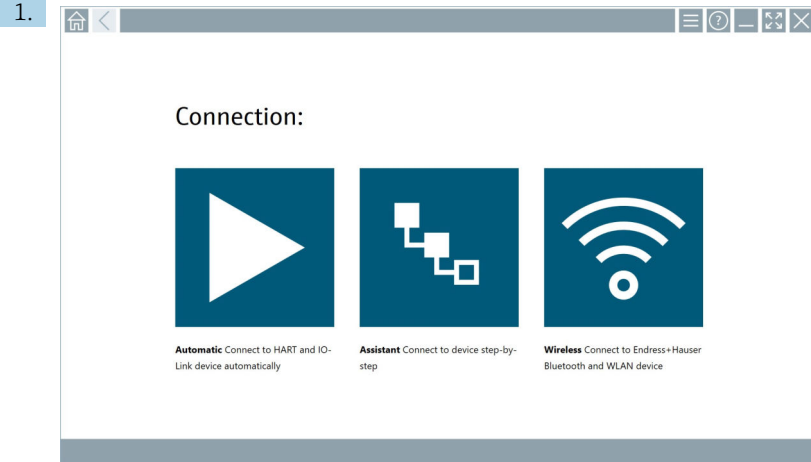 1.
Connection:
Automatic Connect to HART and IO-
Link device automatically
Assistant Connect to device step-by-
step
Wireless Connect to Endress+Hauser
Bluetooth and WLAN device